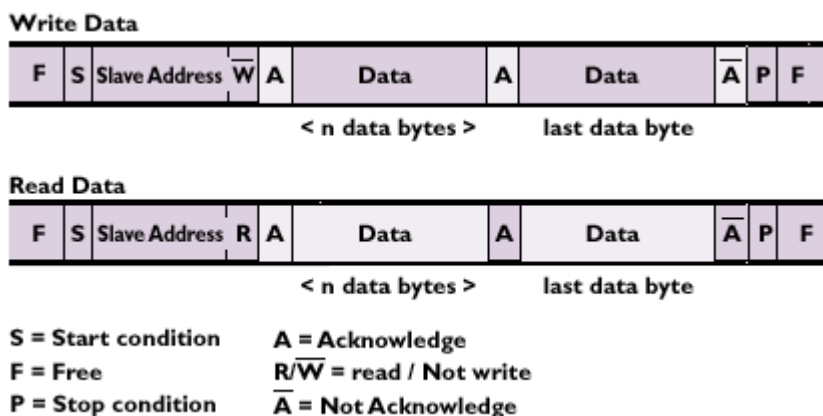 Write Data
F S Slave Address W̅ A Data A Data A̅ P F
< n data bytes > last data byte
Read Data
F S Slave Address R A Data A Data A̅ P F
< n data bytes > last data byte
S = Start condition A = Acknowledge
F = Free R/W̅ = read / Not write
P = Stop condition A̅ = Not Acknowledge